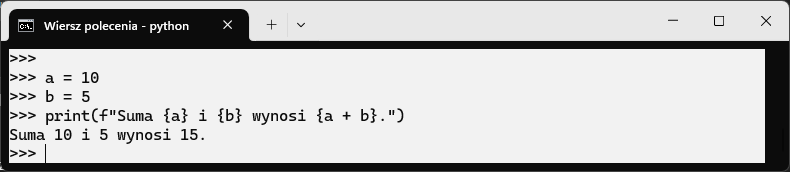 Wiersz polecenia - python
>>>
>>> a = 10
>>> b = 5
>>> print(f"Suma {a} i {b} wynosi {a + b}.")
Suma 10 i 5 wynosi 15.
>>>